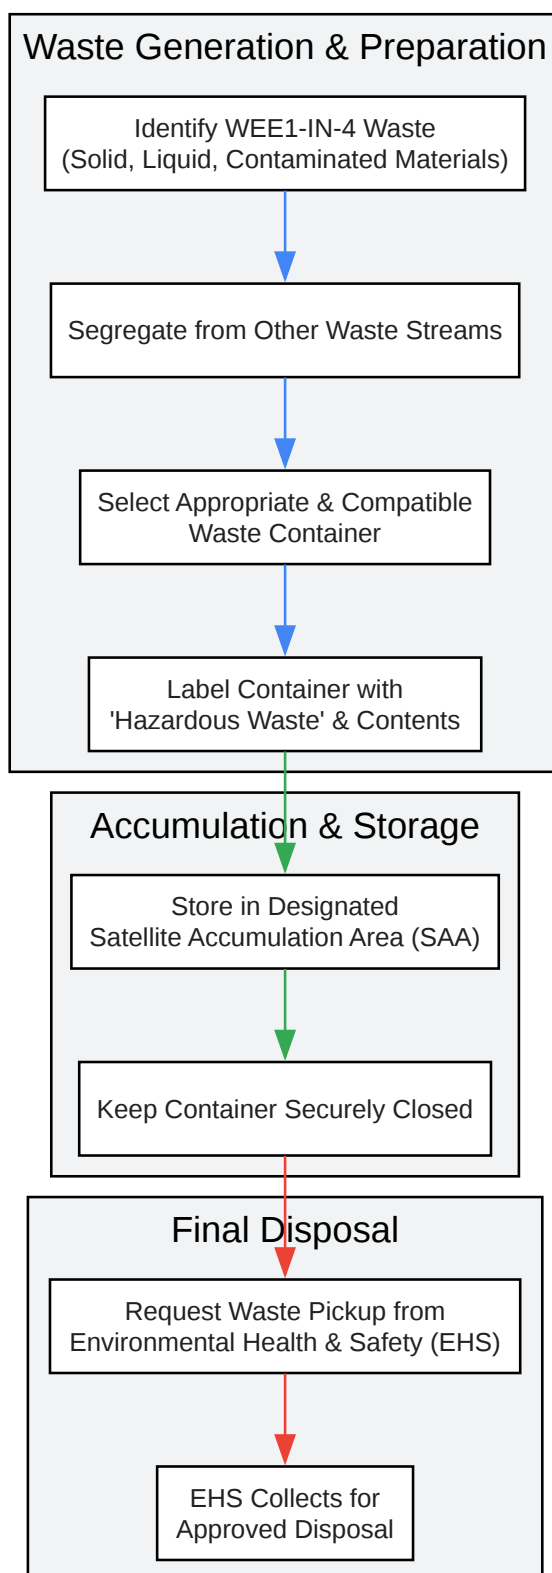 Waste Generation & Preparation
Identify WEE1-IN-4 Waste
(Solid, Liquid, Contaminated Materials)
Segregate from Other Waste Streams
Select Appropriate & Compatible
Waste Container
Label Container with
'Hazardous Waste' & Contents
Accumulation & Storage
Store in Designated
Satellite Accumulation Area (SAA)
Keep Container Securely Closed
Final Disposal
Request Waste Pickup from
Environmental Health & Safety (EHS)
EHS Collects for
Approved Disposal